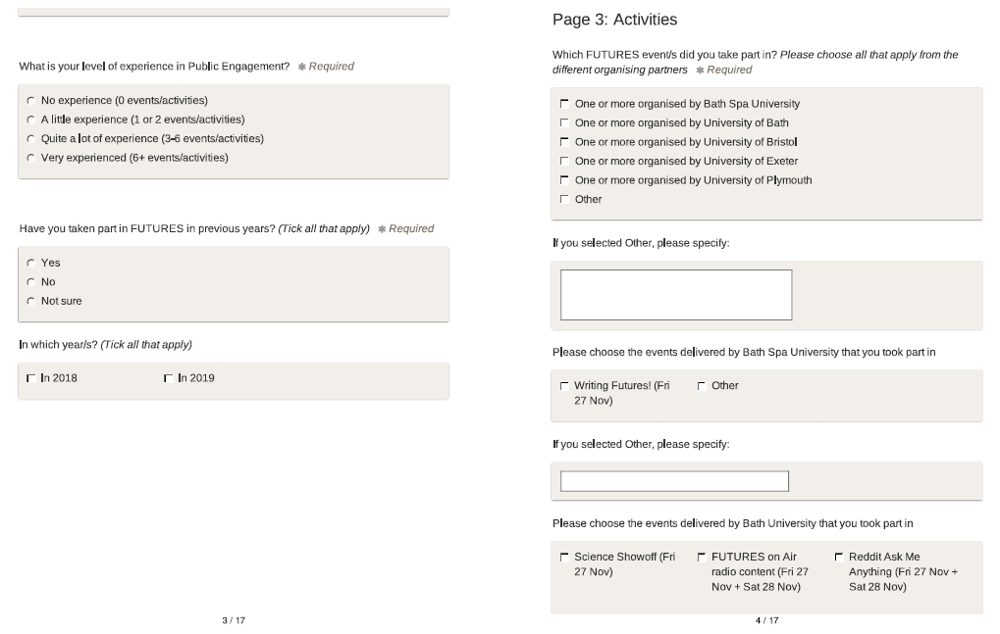 What is your level of experience in Public Engagement? ✱ Required
No experience (0 events/activities)
A little experience (1 or 2 events/activities)
Quite a lot of experience (3-6 events/activities)
Very experienced (6+ events/activities)
Have you taken part in FUTURES in previous years? (Tick all that apply) ✱ Required
Yes
No
Not sure
In which year/s? (Tick all that apply)
In 2018 In 2019
3 / 17
Page 3: Activities
Which FUTURES event/s did you take part in? Please choose all that apply from the
different organising partners ✱ Required
One or more organised by Bath Spa University
One or more organised by University of Bath
One or more organised by University of Bristol
One or more organised by University of Exeter
One or more organised by University of Plymouth
Other
If you selected Other, please specify:
Please choose the events delivered by Bath Spa University that you took part in
Writing Futures! (Fri
27 Nov)
Other
If you selected Other, please specify:
Please choose the events delivered by Bath University that you took part in
Science Showoff (Fri
27 Nov)
FUTURES on Air
radio content (Fri 27
Nov + Sat 28 Nov)
Reddit Ask Me
Anything (Fri 27 Nov +
Sat 28 Nov)
4 / 17